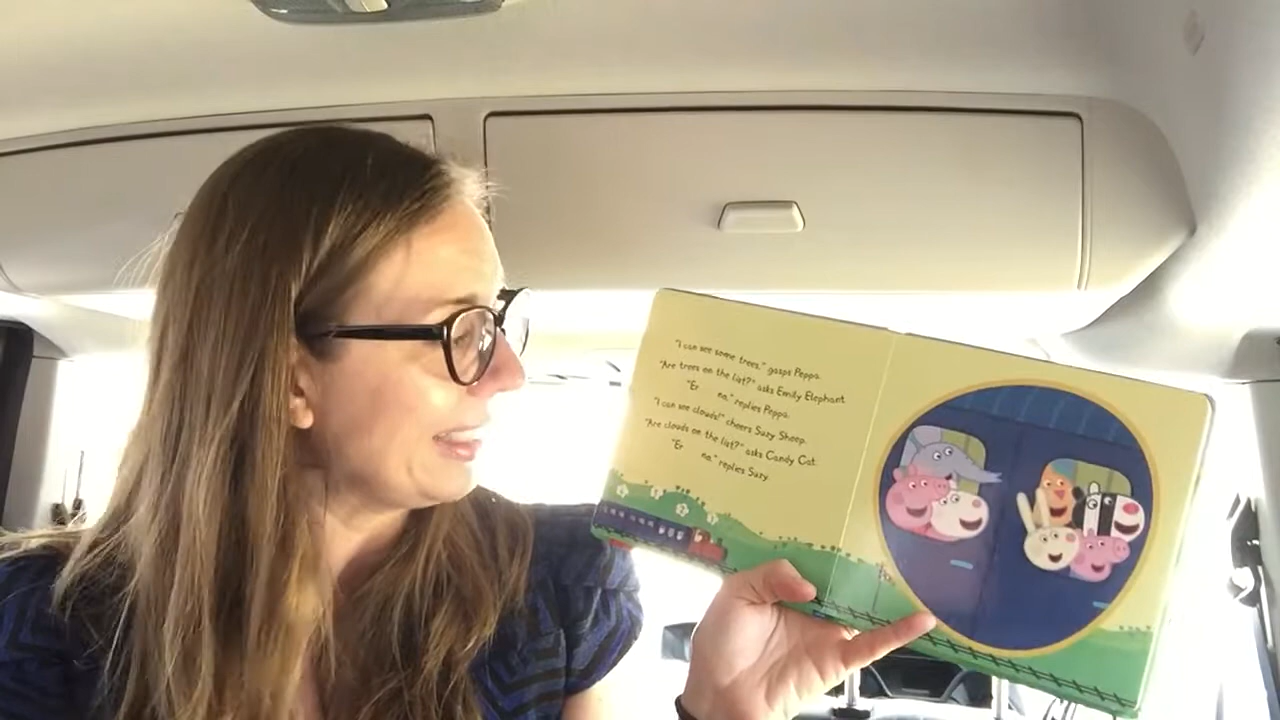 "I can see some trees," gasps Peppa.
"Are trees on the list?" asks Emily Elephant.
"Er no," replies Peppa.
"I can see clouds!" cheers Suzy Sheep.
"Are clouds on the list?" asks Candy Cat.
"Er no," replies Suzy